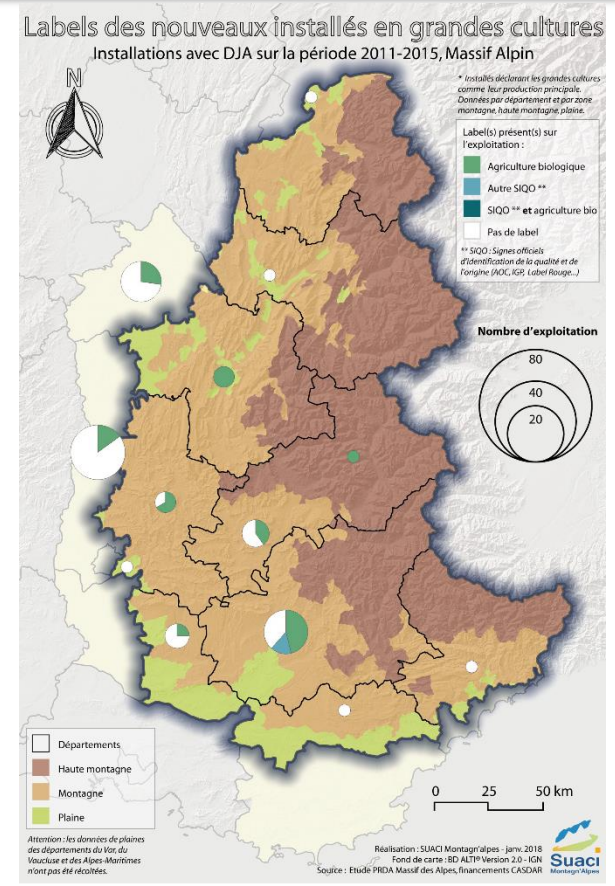 Labels des nouveaux installés en grandes cultures
Installations avec DJA sur la période 2011-2015, Massif Alpin
N
* Installés déclarant les grandes cultures
comme leur production principale.
Données par département et par zone
montagne, haute montagne, plaine.
Label(s) présent(s) sur
l'exploitation :
Agriculture biologique
Autre SIQO **
SIQO ** et agriculture bio
Pas de label
** SIQO : Signes officiels
d'identification de la qualité et de
l'origine (AOC, IGP, Label Rouge...)
Nombre d'exploitation
80
40
20
Départements
Haute montagne
Montagne
Plaine
Attention : les données de plaines
des départements du Var, du
Vaucluse et des Alpes-Maritimes
n'ont pas été récoltées.
0 25 50 km
Réalisation : SUACI Montagn'alpes - janv. 2018
Fond de carte : BD ALTI® Version 2.0 - IGN
Source : Etude PRDA Massif des Alpes, financements CASDAR
Suaci
Montagn'Alpes